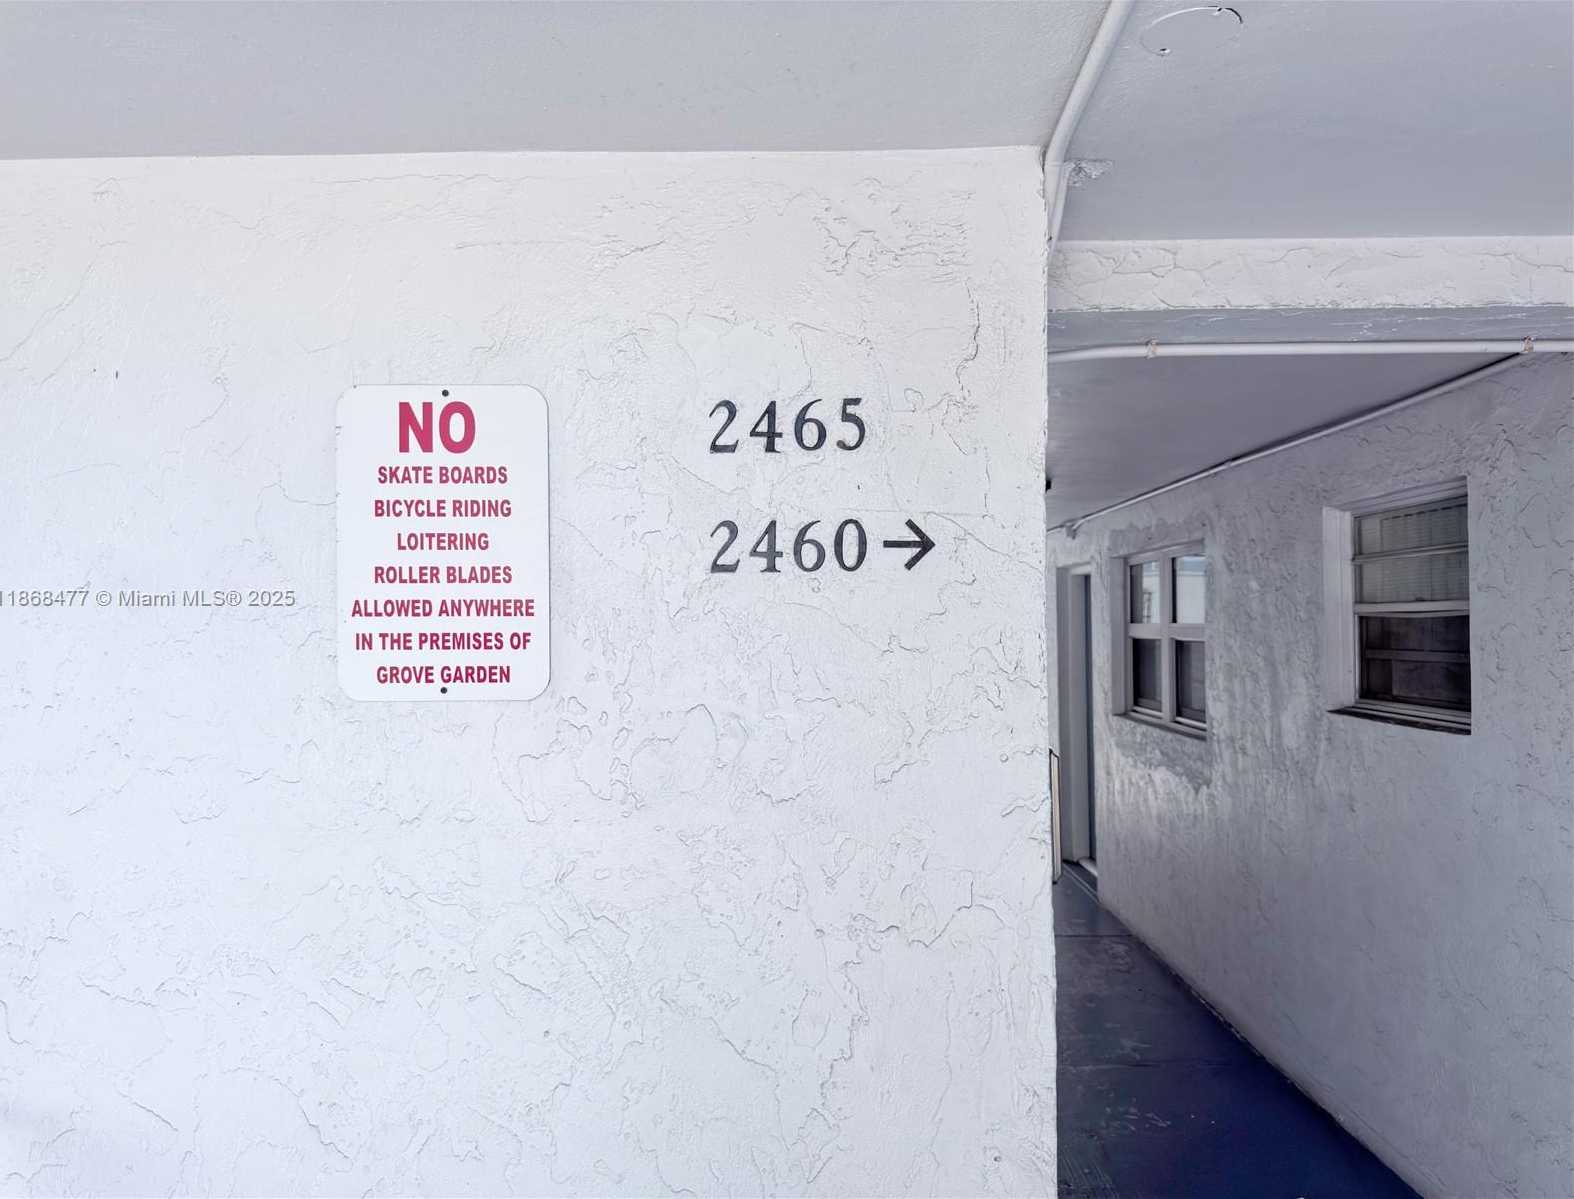 NO
SKATE BOARDS
BICYCLE RIDING
LOITERING
ROLLER BLADES
ALLOWED ANYWHERE
IN THE PREMISES OF
GROVE GARDEN
2465
2460 →
11868477 © Miami MLS® 2025